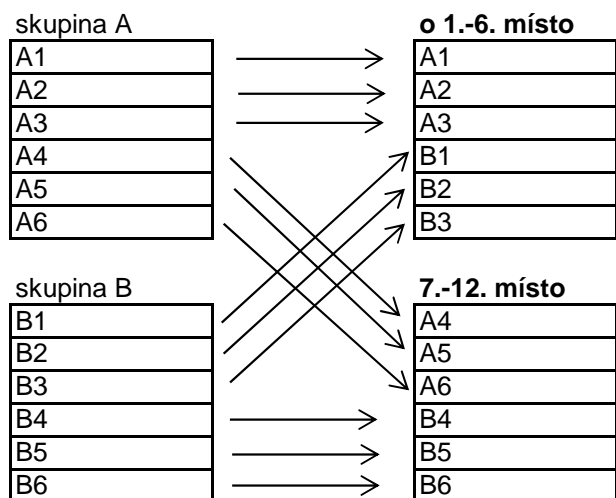 skupina A
A1
A2
A3
A4
A5
A6
skupina B
B1
B2
B3
B4
B5
B6
o 1.-6. místo
A1
A2
A3
B1
B2
B3
7.-12. místo
A4
A5
A6
B4
B5
B6